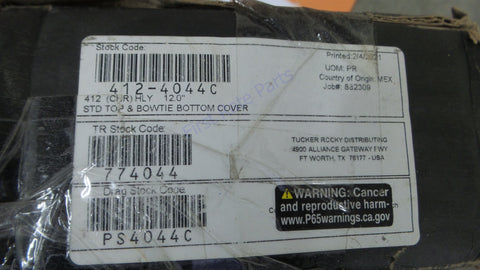 Stock Code:
412-4044C
412 (CHR) HLY 12.0"
STD TOP & BOWTIE BOTTOM COVER
Printed:2/4/2021
UOM: PR
Country of Origin: MEX,
Job#: 832309
TR Stock Code:
774044
TUCKER ROCKY DISTRIBUTING
4900 ALLIANCE GATEWAY FWY
FT WORTH, TX 76177 - USA
Drag Stock Code:
PS4044C
WARNING: Cancer
and reproductive harm-
www.P65warnings.ca.gov